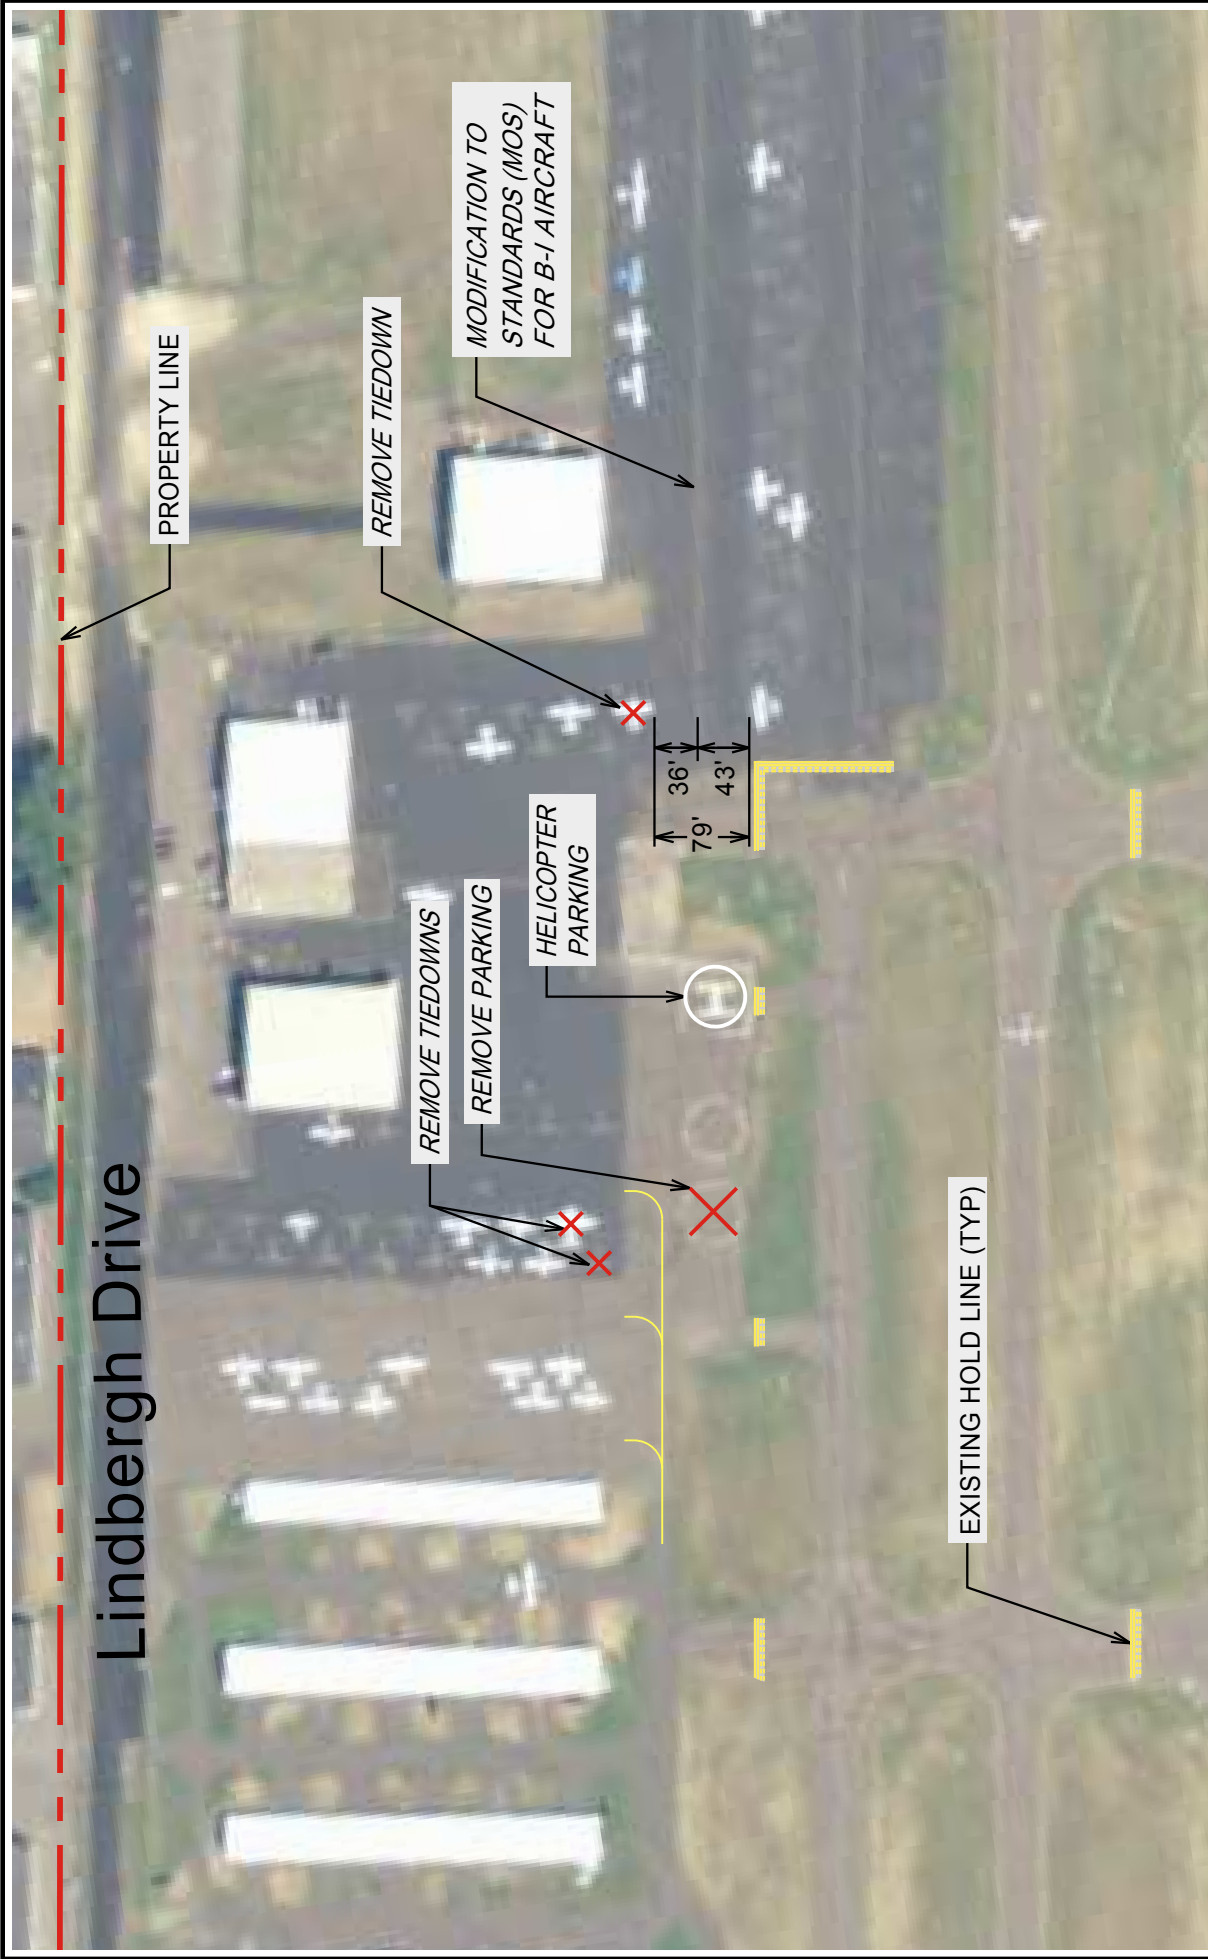 Lindbergh Drive
PROPERTY LINE
REMOVE TIEDOWN
MODIFICATION TO
STANDARDS (MOS)
FOR B-I AIRCRAFT
REMOVE TIEDOWNS
REMOVE PARKING
HELICOPTER
PARKING
36'
43'
79'
EXISTING HOLD LINE (TYP)